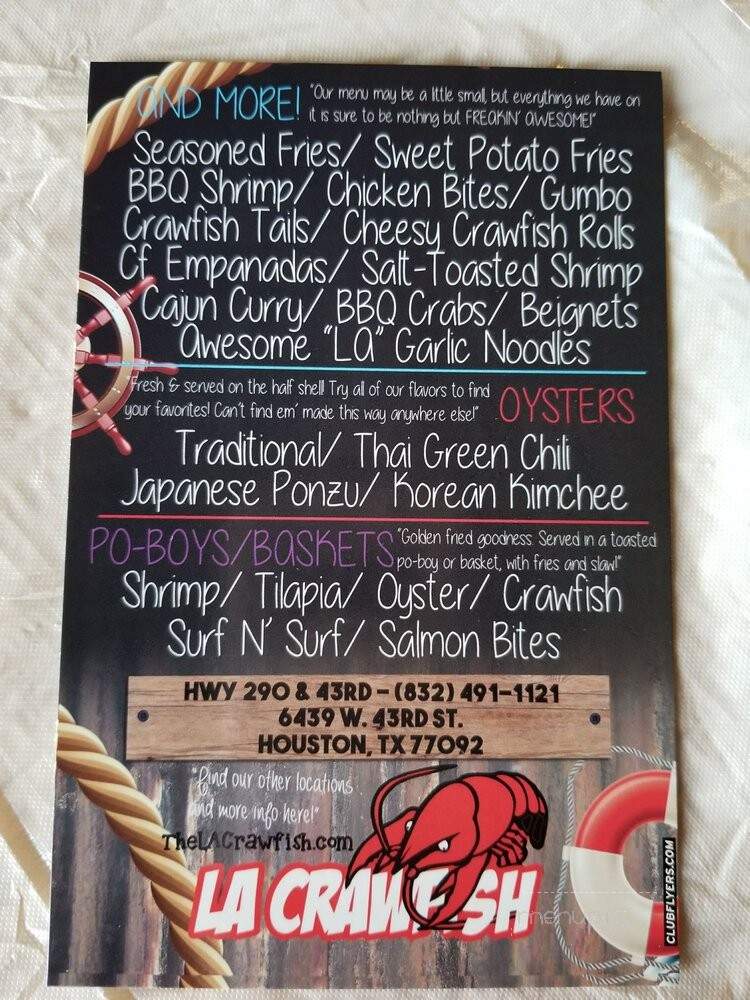 AND MORE! "Our menu may be a little small, but everything we have on
it is sure to be nothing but FREAKIN' AWESOME!"
Seasoned Fries/ Sweet Potato Fries
BBQ Shrimp/ Chicken Bites/ Gumbo
Crawfish Tails/ Cheesy Crawfish Rolls
Cf Empanadas/ Salt-Toasted Shrimp
Cajun Curry/ BBQ Crabs/ Beignets
Awesome "LA" Garlic Noodles
"Fresh & served on the half shell! Try all of our flavors to find
your favorites! Can't find em' made this way anywhere else!" OYSTERS
Traditional/ Thai Green Chili
Japanese Ponzu/ Korean Kimchee
PO-BOYS/BASKETS "Golden fried goodness. Served in a toasted
po-boy or basket, with fries and slaw!"
Shrimp/ Tilapia/ Oyster/ Crawfish
Surf N' Surf/ Salmon Bites
HWY 290 & 43RD - (832) 491-1121
6439 W. 43RD ST.
HOUSTON, TX 77092
"Find our other locations
and more info here!"
TheLACrawfish.com
LA CRAWFISH
CLUBFLYERS.COM